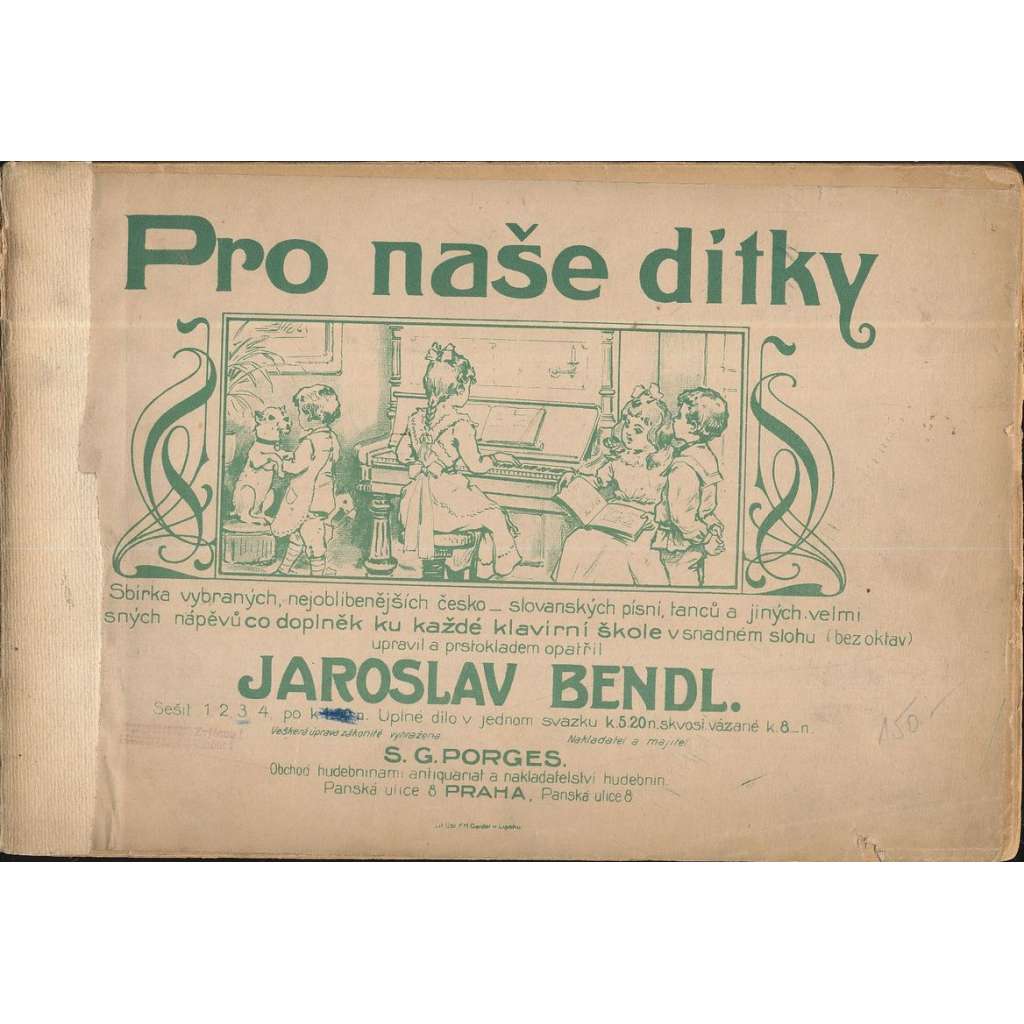 Pro naše dítky
Sbírka vybraných, nejoblíbenějších česko – slovanských písní, tanců a jiných, velmi
sných nápěvů co doplněk ku každé klavírní škole v snadném slohu (bez oktav)
upravil a prstokladem opatřil
JAROSLAV BENDL.
Sešit 1 2 3 4 po k n. Úplné dílo v jednom svazku k. 5.20 n. skvost. vázané k. 8_n.
Veškerá úprava zákonitě vyhražena Nakladatel a majitel
S. G. PORGES.
Obchod hudebninami antiquariat a nakladatelství hudebnin.
Panská ulice 8 PRAHA, Panská ulice 8
150